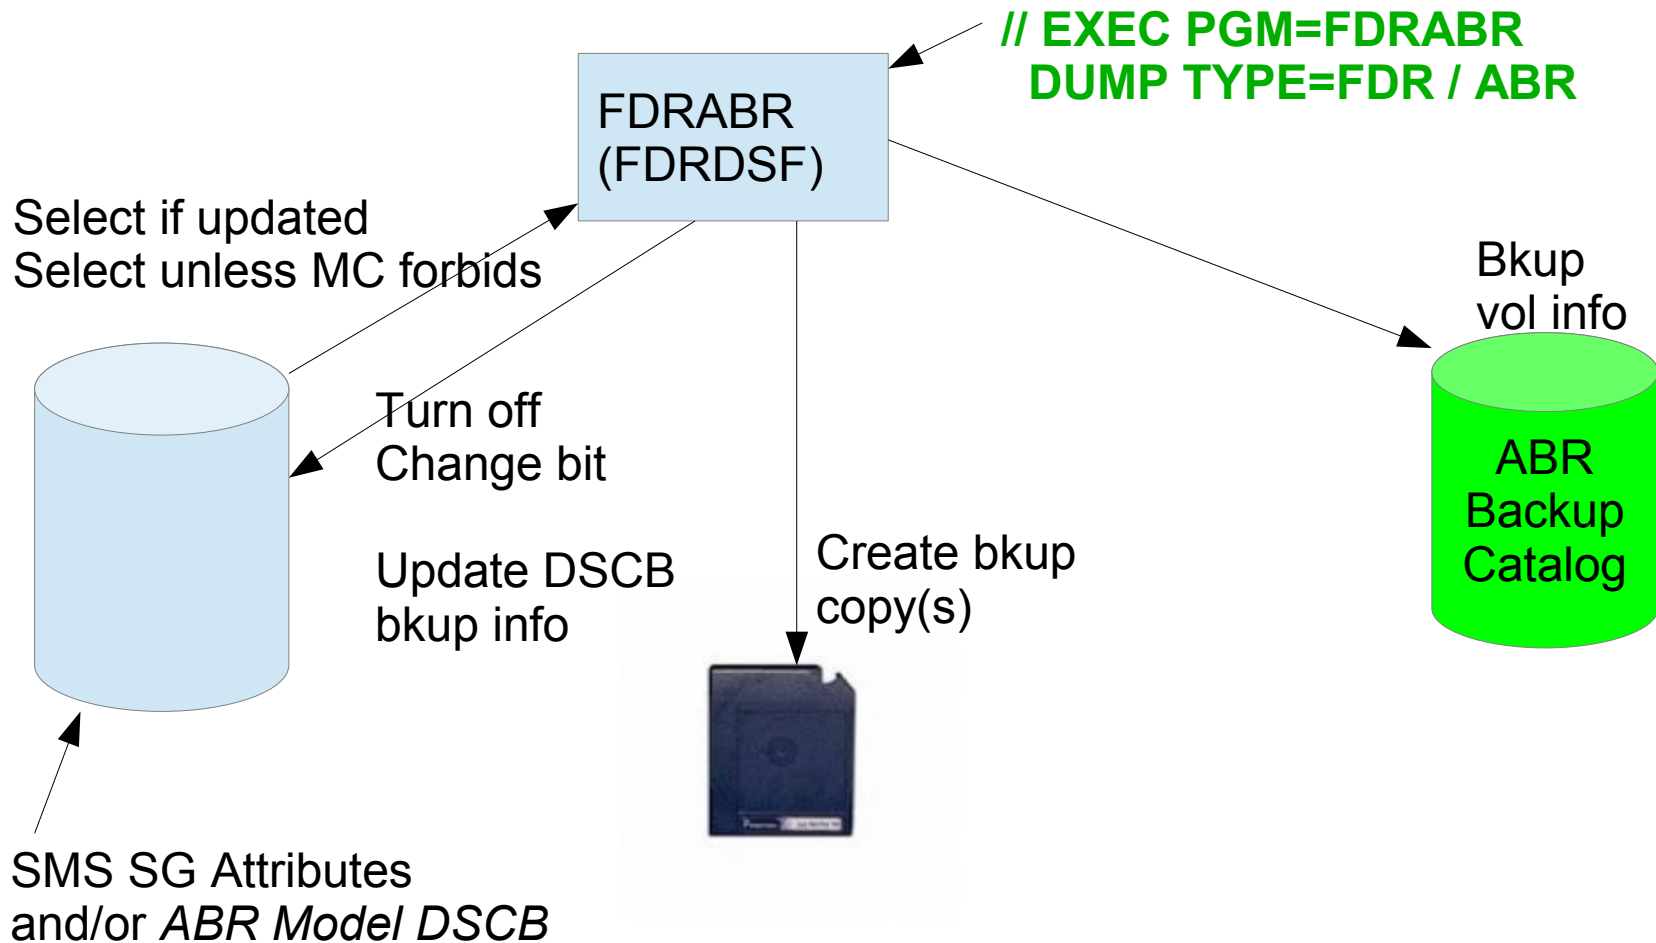 // EXEC PGM=FDRABR
DUMP TYPE=FDR / ABR
FDRABR
(FDRDSF)
Select if updated
Select unless MC forbids
Bkup
vol info
Turn off
Change bit
ABR
Backup
Catalog
Update DSCB
bkup info
Create bkup
copy(s)
SMS SG Attributes
and/or ABR Model DSCB